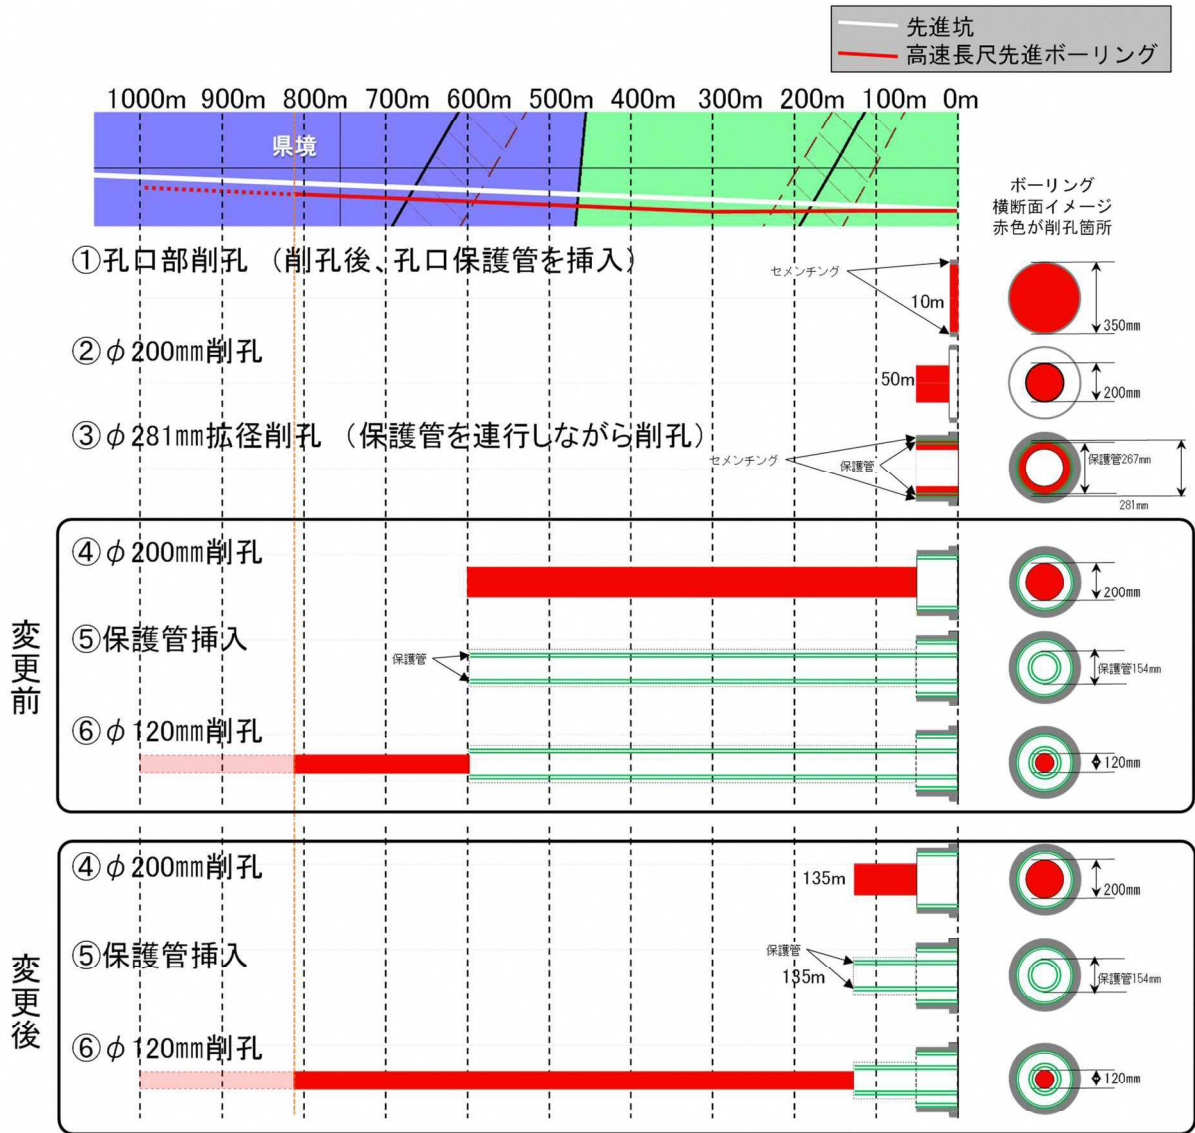 先進坑
高速長尺先進ボーリング
1000m 900m 800m 700m 600m 500m 400m 300m 200m 100m 0m
県境
ボーリング
横断面イメージ
赤色が削孔箇所
①孔口部削孔 (削孔後、孔口保護管を挿入)
セメンチング
10m
350mm
②φ200mm削孔
50m
200mm
③φ281mm拡径削孔 (保護管を連行しながら削孔)
セメンチング
保護管
保護管267mm
281mm
変更前
④φ200mm削孔
200mm
⑤保護管挿入
保護管
保護管154mm
⑥φ120mm削孔
120mm
変更後
④φ200mm削孔
135m
200mm
⑤保護管挿入
保護管
135m
保護管154mm
⑥φ120mm削孔
120mm